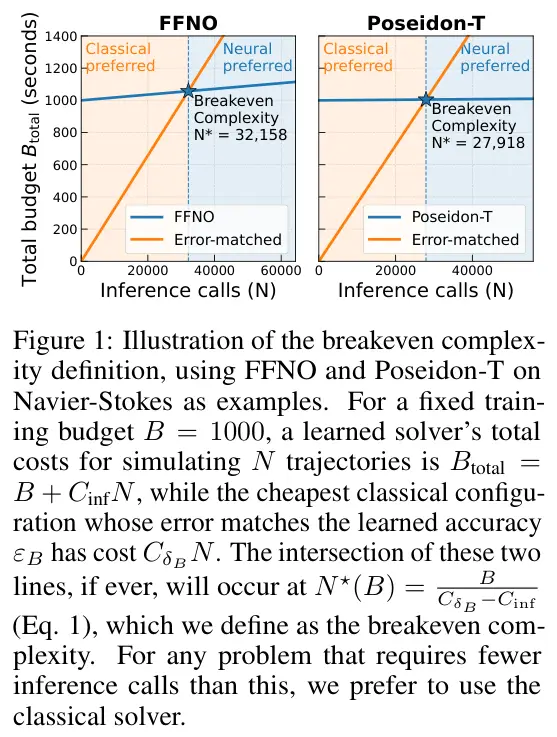 FFNO
Poseidon-T
Total budget B_total (seconds)
1400
1200
1000
800
600
400
200
0
Classical preferred
Neural preferred
Breakeven
Complexity
N* = 32,158
FFNO
Error-matched
0 20000 40000 60000
Inference calls (N)
Classical preferred
Neural preferred
Breakeven
Complexity
N* = 27,918
Poseidon-T
Error-matched
0 20000 40000
Inference calls (N)
Figure 1: Illustration of the breakeven complex-
ity definition, using FFNO and Poseidon-T on
Navier-Stokes as examples. For a fixed train-
ing budget B = 1000, a learned solver's total
costs for simulating N trajectories is B_total =
B + C_inf N, while the cheapest classical configu-
ration whose error matches the learned accuracy
ε_B has cost C_{δ_B} N. The intersection of these two
lines, if ever, will occur at N⋆(B) = B / (C_{δ_B} − C_inf)
(Eq. 1), which we define as the breakeven com-
plexity. For any problem that requires fewer
inference calls than this, we prefer to use the
classical solver.